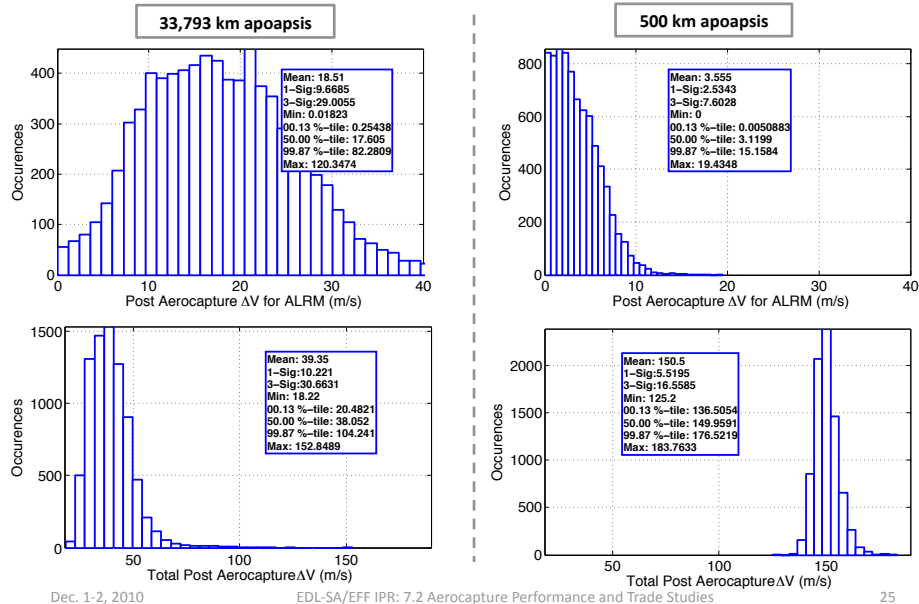 33,793 km apoapsis
500 km apoapsis
400
300
200
100
0
Occurences
Mean: 18.51
1−Sig:9.6685
3−Sig:29.0055
Min: 0.01823
00.13 %−tile: 0.25438
50.00 %−tile: 17.605
99.87 %−tile: 82.2809
Max: 120.3474
0 10 20 30 40
Post Aerocapture ΔV for ALRM (m/s)
800
600
400
200
0
Occurences
Mean: 3.555
1−Sig:2.5343
3−Sig:7.6028
Min: 0
00.13 %−tile: 0.0050883
50.00 %−tile: 3.1199
99.87 %−tile: 15.1584
Max: 19.4348
0 10 20 30 40
Post Aerocapture ΔV for ALRM (m/s)
1500
1000
500
0
Occurences
Mean: 39.35
1−Sig:10.221
3−Sig:30.6631
Min: 18.22
00.13 %−tile: 20.4821
50.00 %−tile: 38.052
99.87 %−tile: 104.241
Max: 152.8489
50 100 150
Total Post AerocaptureΔV (m/s)
2000
1500
1000
500
0
Occurences
Mean: 150.5
1−Sig:5.5195
3−Sig:16.5585
Min: 125.2
00.13 %−tile: 136.5054
50.00 %−tile: 149.9591
99.87 %−tile: 176.5219
Max: 183.7633
50 100 150
Total Post AerocaptureΔV (m/s)
Dec. 1-2, 2010 EDL-SA/EFF IPR: 7.2 Aerocapture Performance and Trade Studies 25